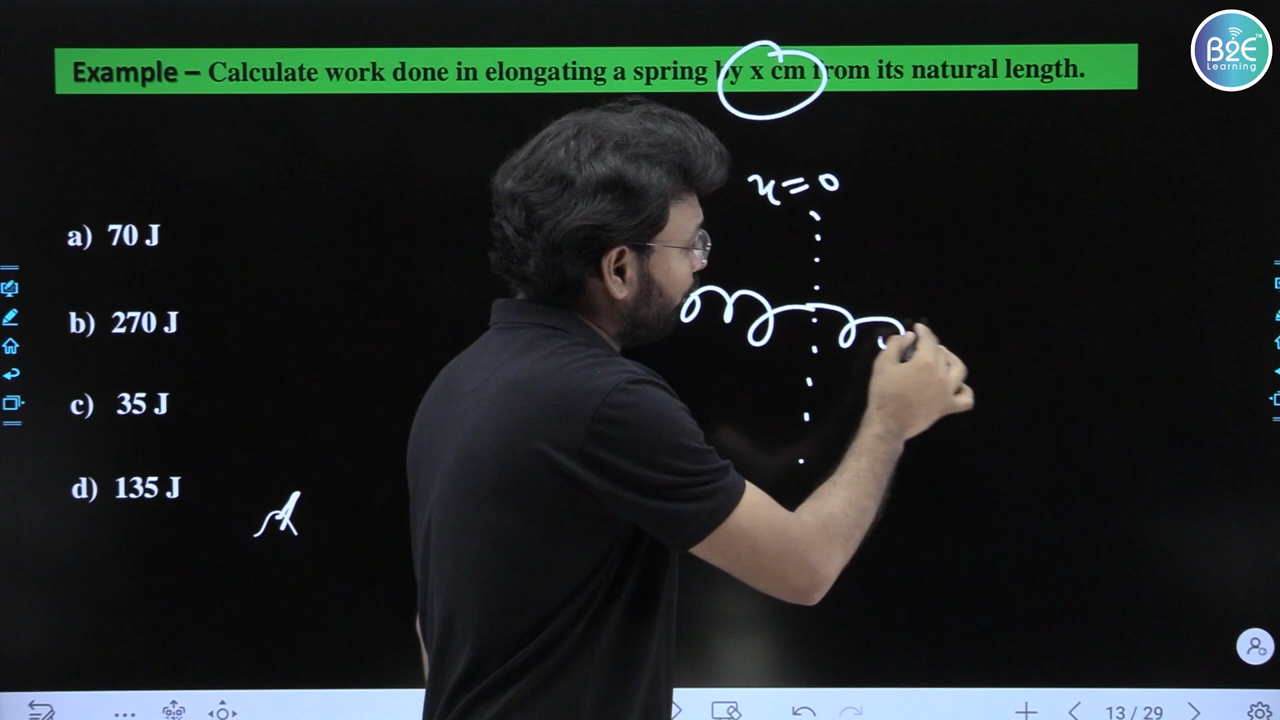 B2E
Learning
Example – Calculate work done in elongating a spring by x cm from its natural length.
x=0
a) 70 J
b) 270 J
c) 35 J
d) 135 J
13 / 29